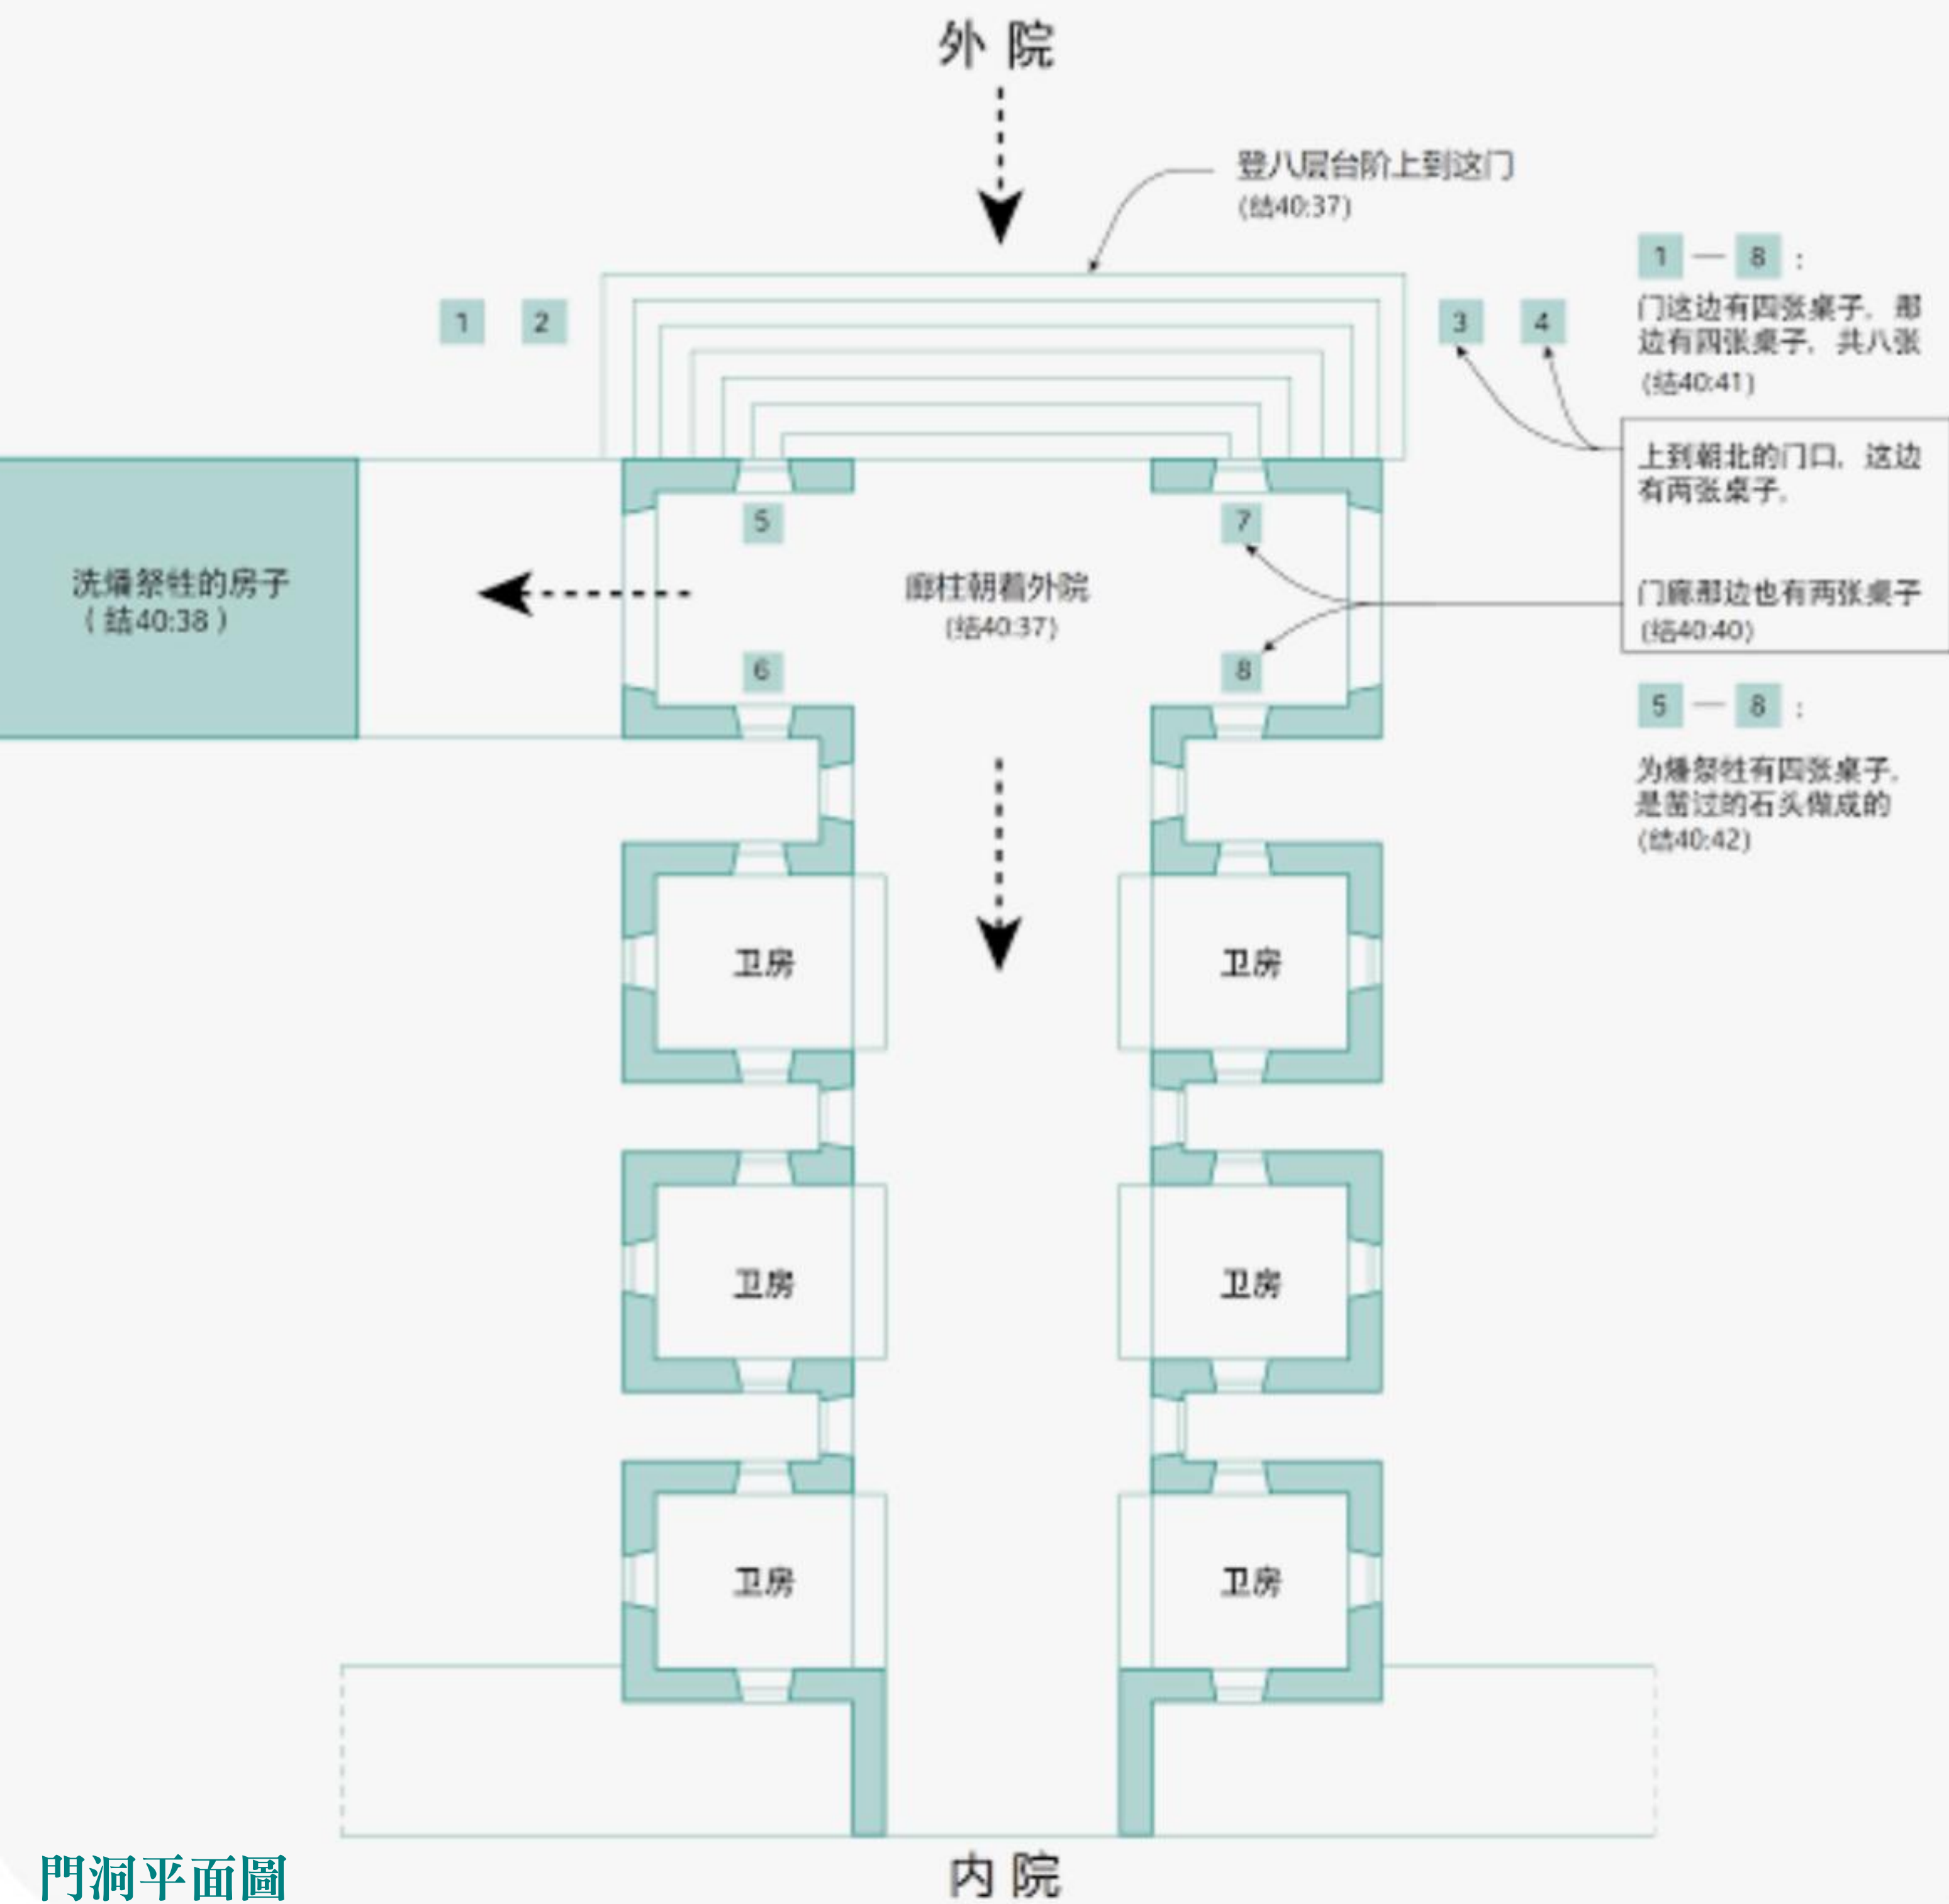 外 院
登八层台阶上到这门
(结40:37)
1 — 8 :
门这边有四张桌子，那
边有四张桌子，共八张
(结40:41)
1 2
3 4
上到朝北的门口，这边
有两张桌子，
门廊那边也有两张桌子
(结40:40)
5 7
洗燔祭牲的房子
( 结40:38 )
廊柱朝着外院
(结40:37)
6 8
5 — 8 :
为燔祭牲有四张桌子，
是凿过的石头做成的
(结40:42)
卫房 卫房
卫房 卫房
卫房 卫房
内 院
門洞平面圖